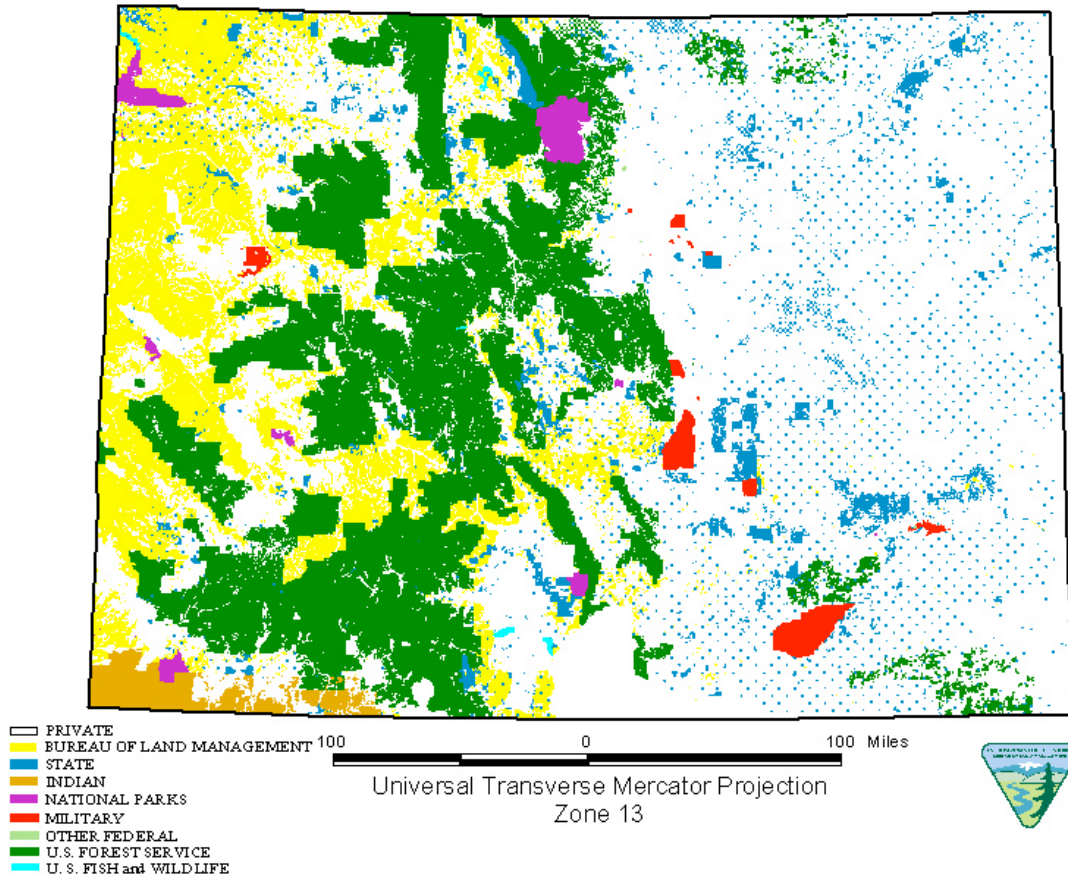 PRIVATE
BUREAU OF LAND MANAGEMENT
STATE
INDIAN
NATIONAL PARKS
MILITARY
OTHER FEDERAL
U.S. FOREST SERVICE
U. S. FISH and WILDLIFE
100 0 100 Miles
Universal Transverse Mercator Projection
Zone 13